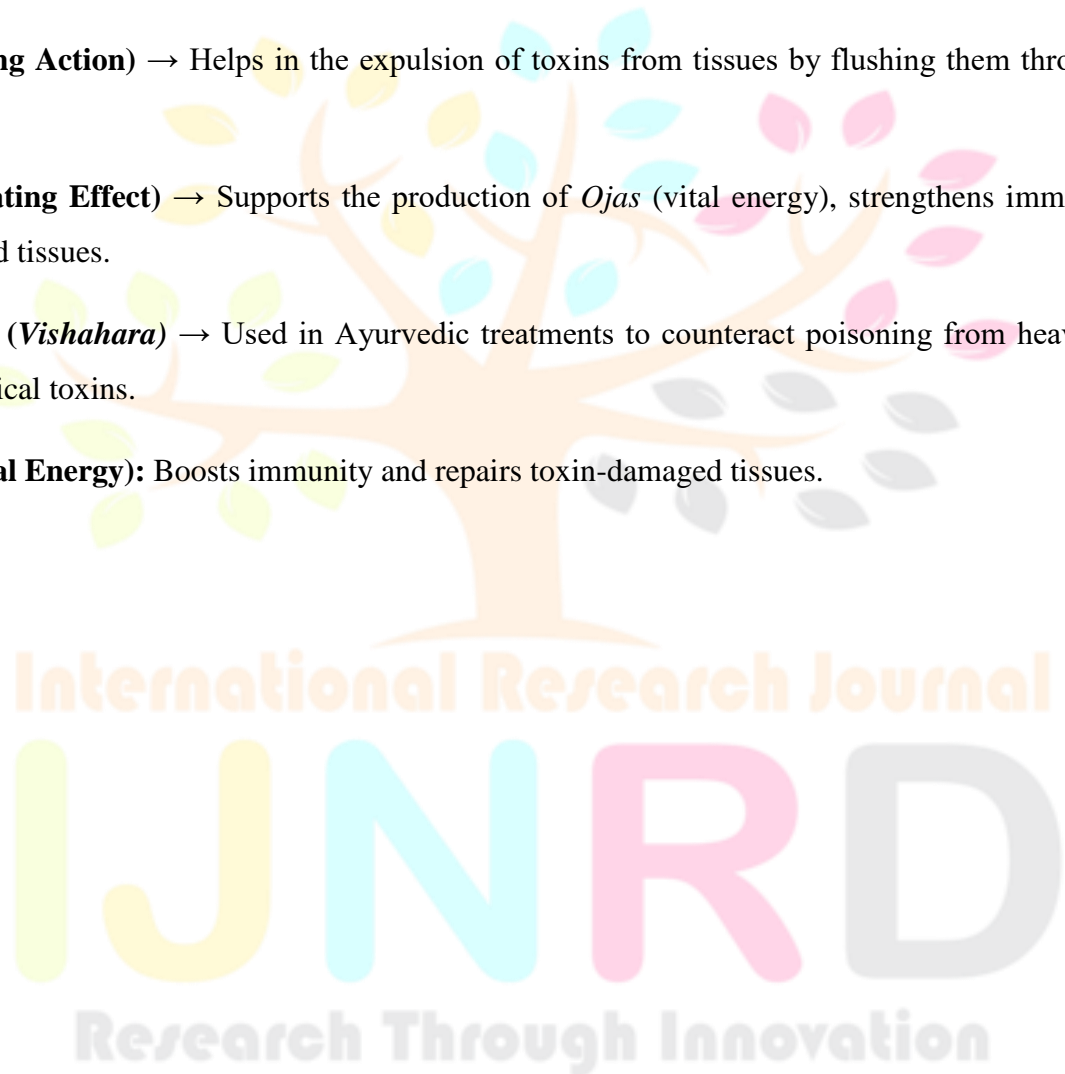 ng Action) → Helps in the expulsion of toxins from tissues by flushing them thro
ating Effect) → Supports the production of Ojas (vital energy), strengthens imm
d tissues.
(Vishahara) → Used in Ayurvedic treatments to counteract poisoning from heav
ical toxins.
al Energy): Boosts immunity and repairs toxin-damaged tissues.
International Research Journal
IJNRD
Research Through Innovation